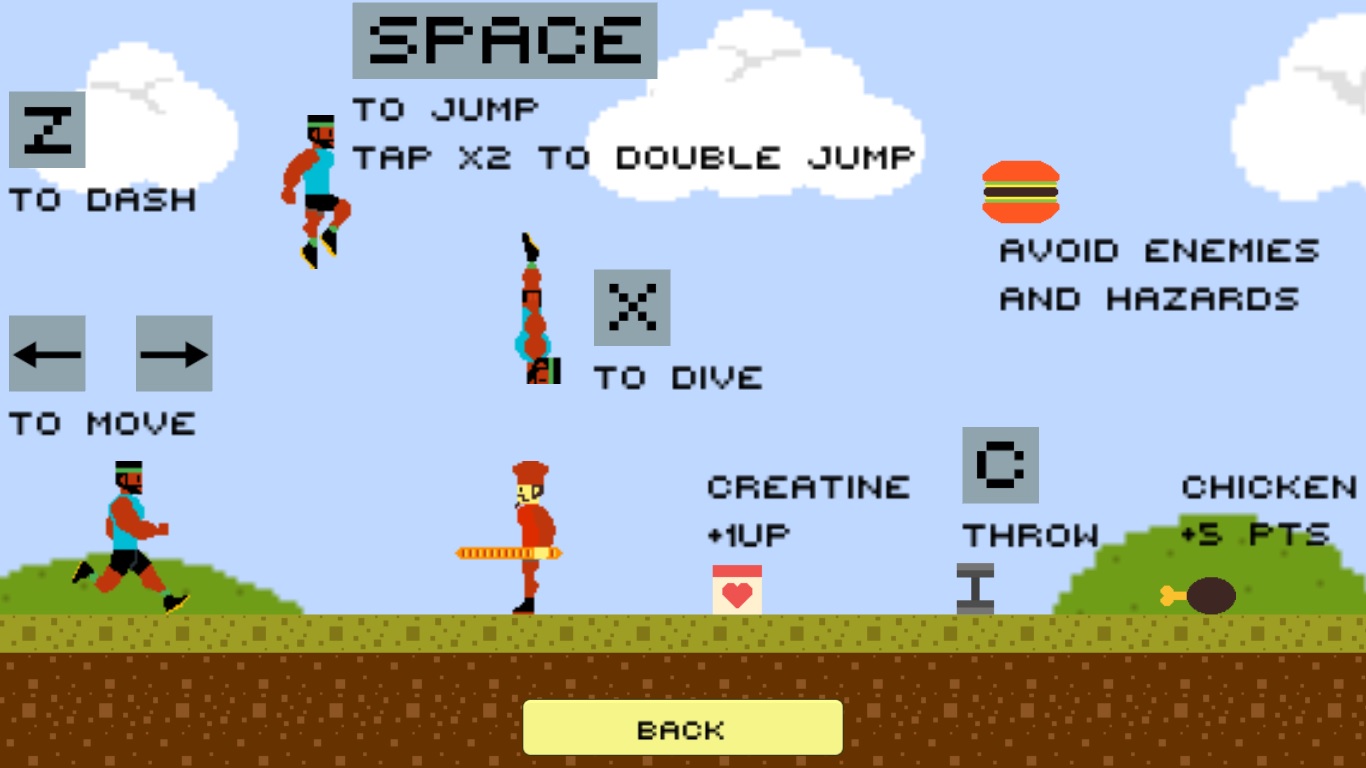 SPACE
TO JUMP
TAP X2 TO DOUBLE JUMP
Z
TO DASH
AVOID ENEMIES
AND HAZARDS
X
TO DIVE
← →
TO MOVE
CREATINE
+1UP
C
THROW
CHICKEN
+5 PTS
BACK